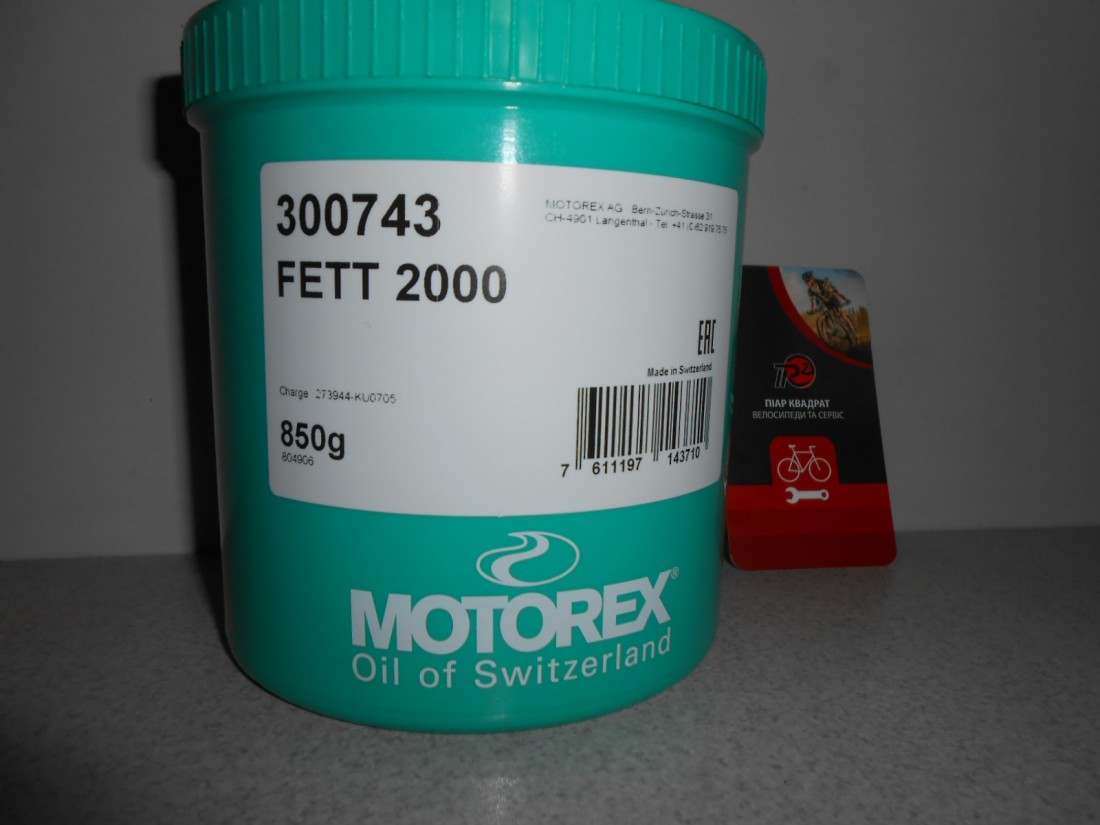 300743
FETT 2000
MOTOREX AG Bern-Zürich-Strasse 31
CH-4901 Langenthal - Tel. +41 (0)62 919 75 75
EAC
Made in Switzerland
Charge 273944-KU0705
850g
804906
7 611197 143710
MOTOREX®
Oil of Switzerland
ПІАР КВАДРАТ
ВЕЛОСИПЕДИ ТА СЕРВІС